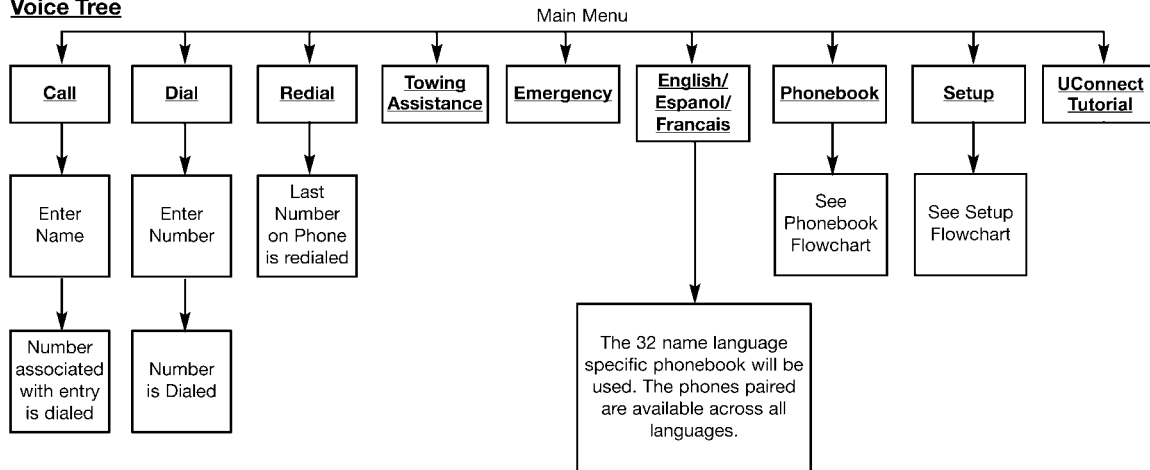 Voice Tree
Main Menu
Call
Dial
Redial
Towing
Assistance
Emergency
English/
Espanol/
Francais
Phonebook
Setup
UConnect
Tutorial
Enter
Name
Enter
Number
Last
Number
on Phone
is redialed
See
Phonebook
Flowchart
See Setup
Flowchart
Number
associated
with entry
is dialed
Number
is Dialed
The 32 name language
specific phonebook will be
used. The phones paired
are available across all
languages.